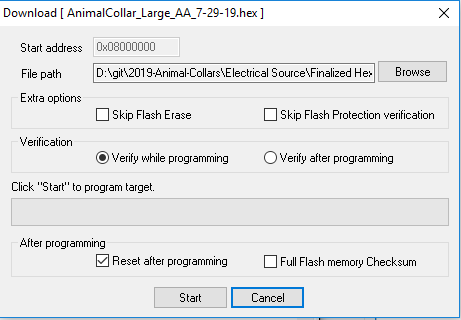 Download [ AnimalCollar_Large_AA_7-29-19.hex ]
Start address 0x08000000
File path D:\git\2019-Animal-Collars\Electrical Source\Finalized Hex Browse
Extra options
Skip Flash Erase Skip Flash Protection verification
Verification
Verify while programming Verify after programming
Click "Start" to program target.
After programming
Reset after programming Full Flash memory Checksum
Start Cancel